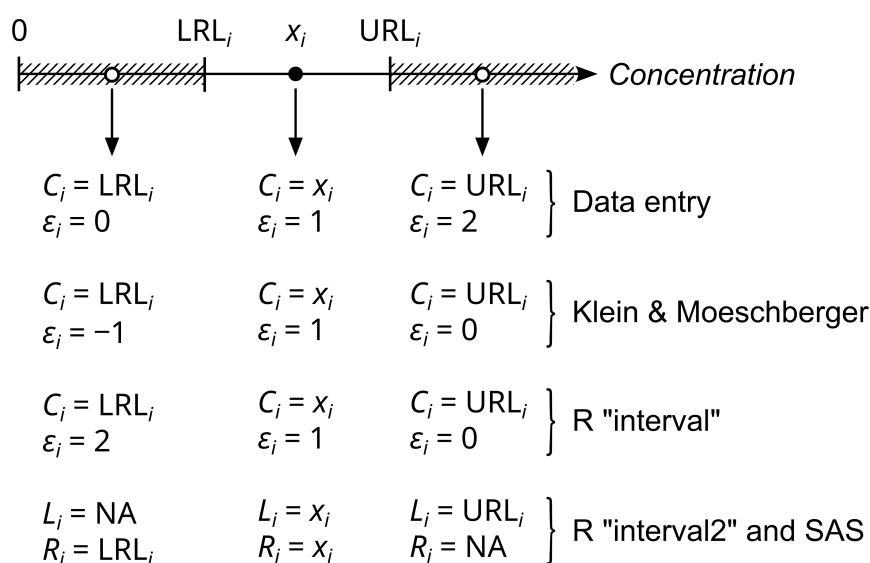 0 LRLᵢ xᵢ URLᵢ
Concentration
Cᵢ = LRLᵢ Cᵢ = xᵢ Cᵢ = URLᵢ
εᵢ = 0 εᵢ = 1 εᵢ = 2
} Data entry
Cᵢ = LRLᵢ Cᵢ = xᵢ Cᵢ = URLᵢ
εᵢ = −1 εᵢ = 1 εᵢ = 0
} Klein & Moeschberger
Cᵢ = LRLᵢ Cᵢ = xᵢ Cᵢ = URLᵢ
εᵢ = 2 εᵢ = 1 εᵢ = 0
} R "interval"
Lᵢ = NA Lᵢ = xᵢ Lᵢ = URLᵢ
Rᵢ = LRLᵢ Rᵢ = xᵢ Rᵢ = NA
} R "interval2" and SAS